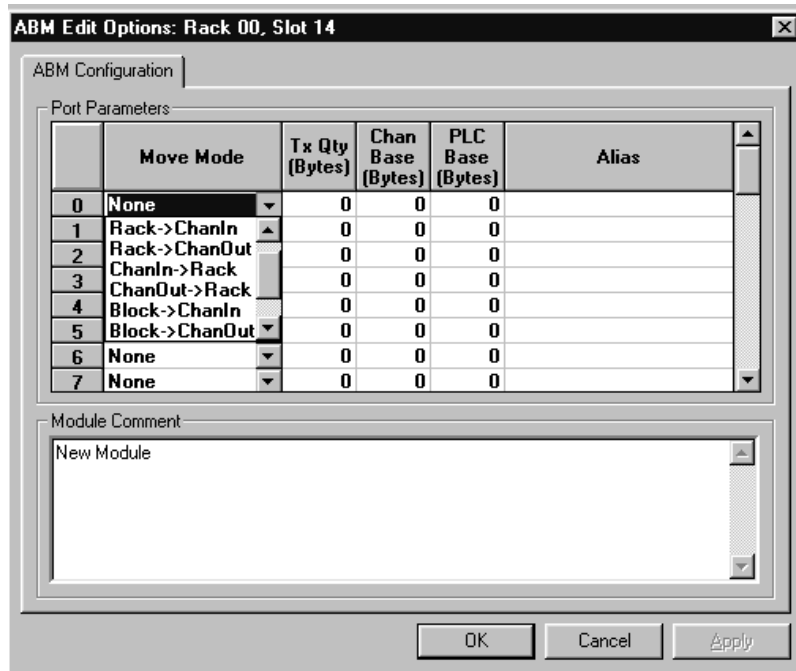 ABM Edit Options: Rack 00, Slot 14
ABM Configuration
Port Parameters
Move Mode Tx Qty (Bytes) Chan Base (Bytes) PLC Base (Bytes) Alias
0 None 0 0 0
1 Rack->ChanIn 0 0 0
2 Rack->ChanOut 0 0 0
3 ChanIn->Rack 0 0 0
ChanOut->Rack
4 Block->ChanIn 0 0 0
5 Block->ChanOut 0 0 0
6 None 0 0 0
7 None 0 0 0
Module Comment
New Module
OK Cancel Apply